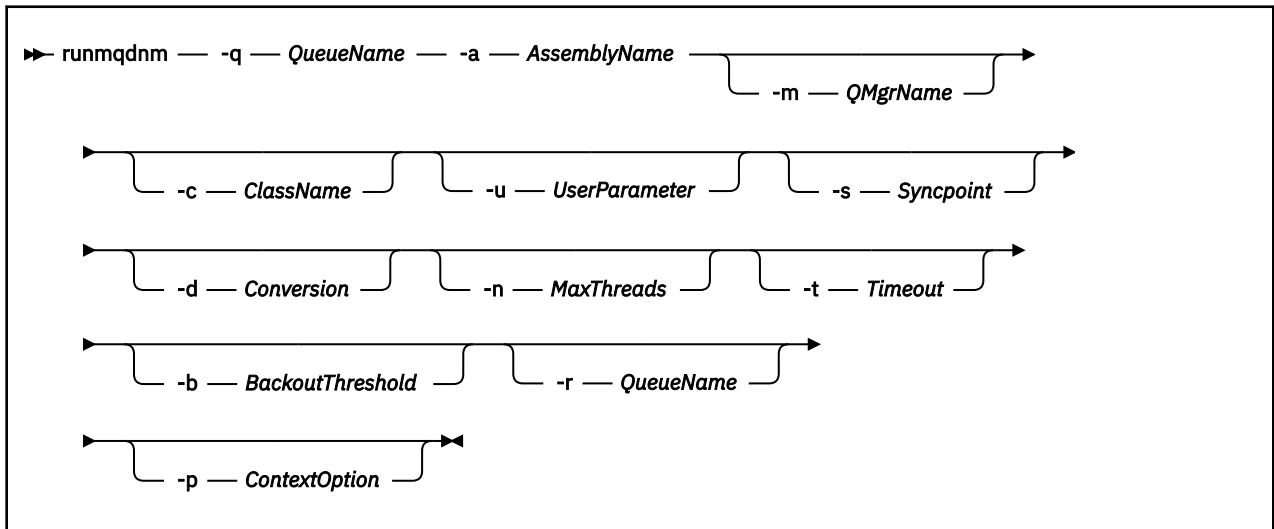 runmqdnm -q QueueName -a AssemblyName
-m QMgrName
-c ClassName -u UserParameter -s Syncpoint
-d Conversion -n MaxThreads -t Timeout
-b BackoutThreshold -r QueueName
-p ContextOption